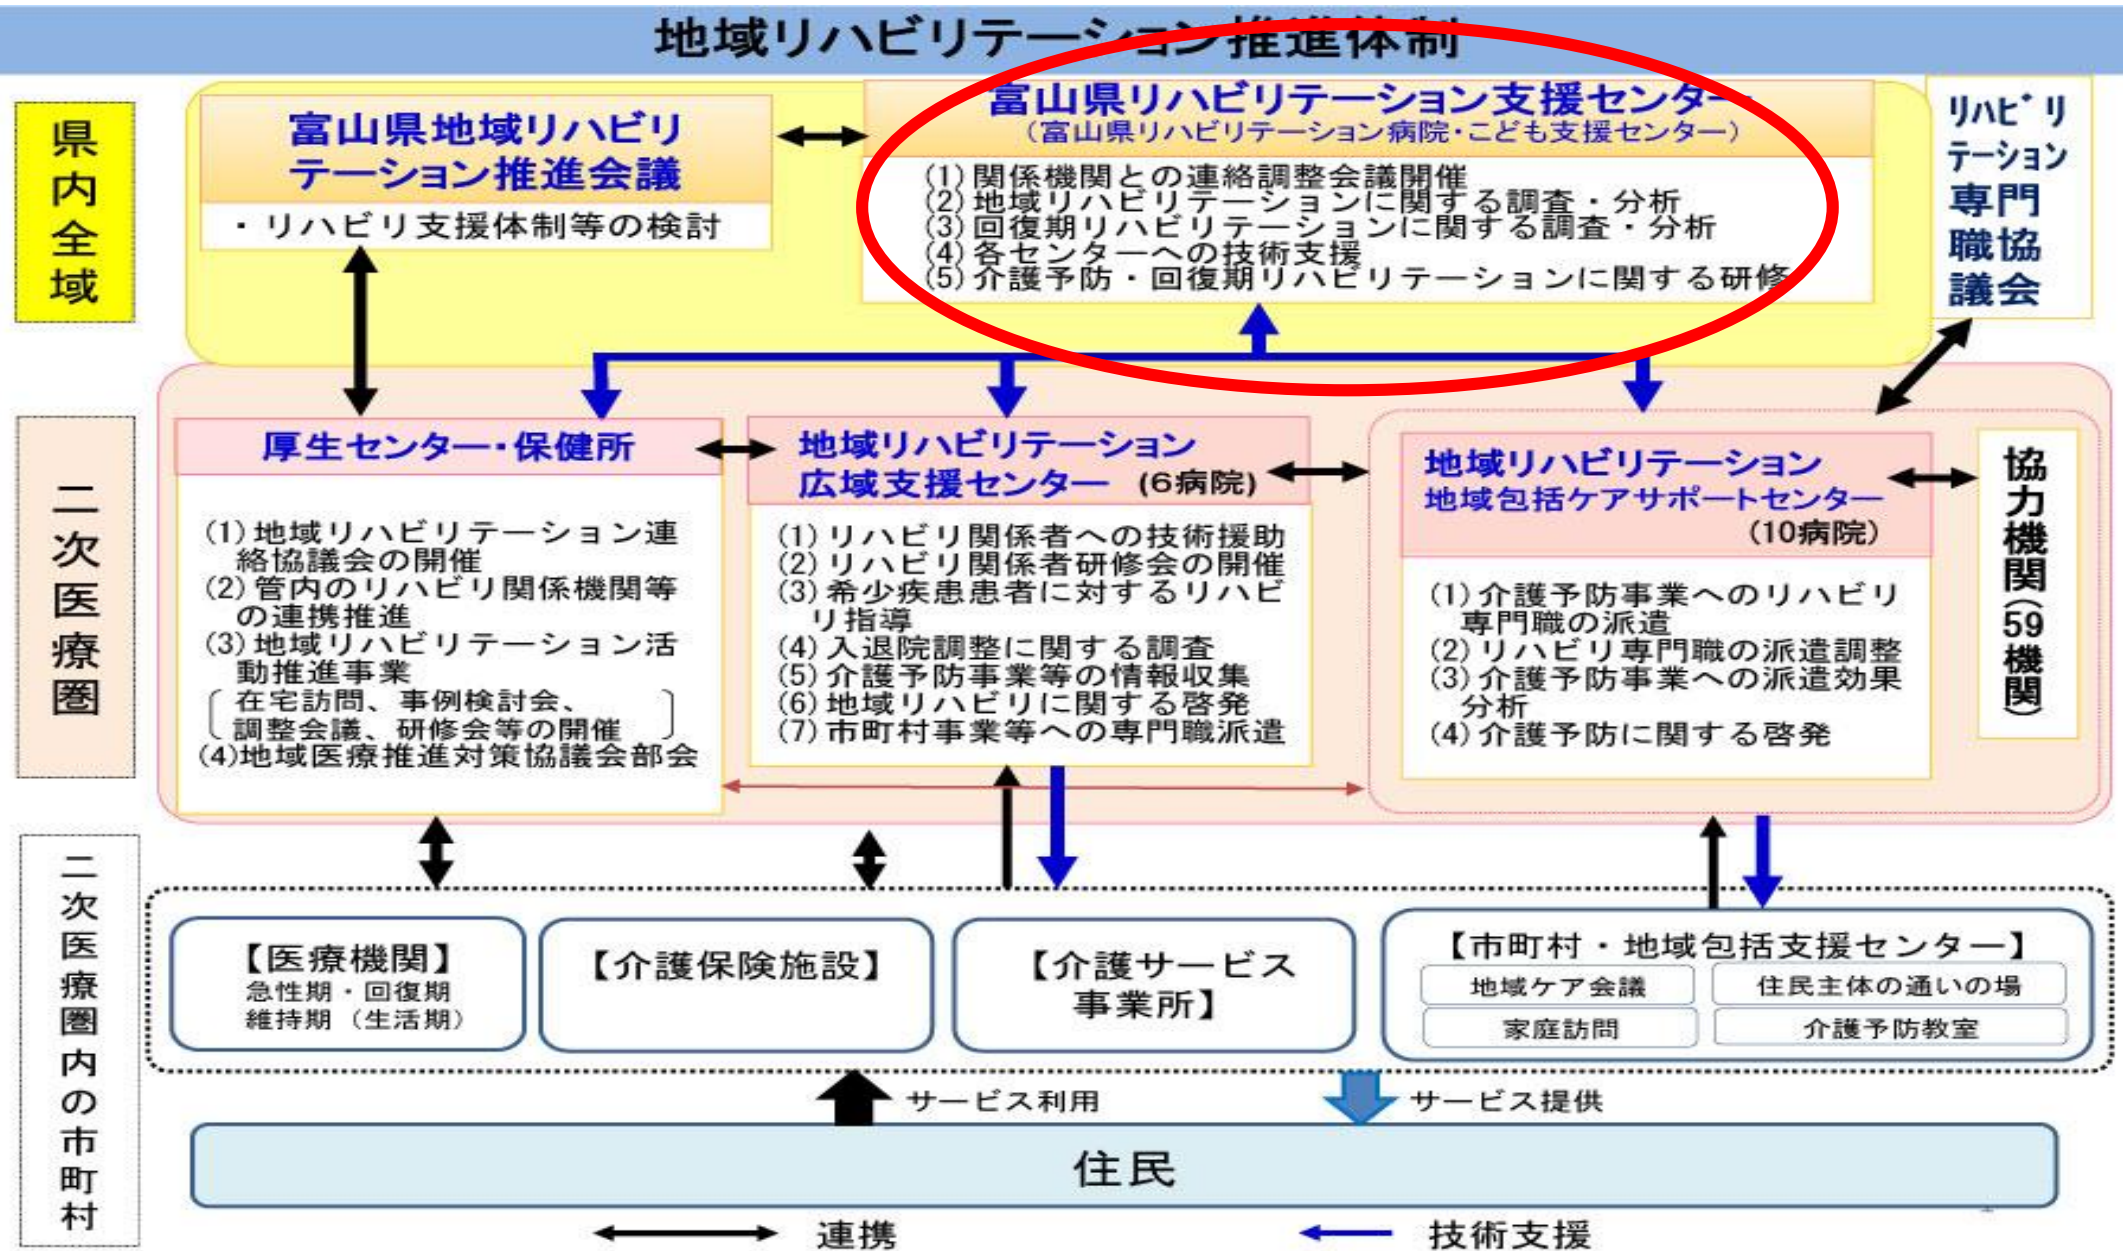 地域リハビリテーション推進体制
県内全域
富山県地域リハビリ
テーション推進会議
・リハビリ支援体制等の検討
富山県リハビリテーション支援センター
（富山県リハビリテーション病院・こども支援センター）
(1)関係機関との連絡調整会議開催
(2)地域リハビリテーションに関する調査・分析
(3)回復期リハビリテーションに関する調査・分析
(4)各センターへの技術支援
(5)介護予防・回復期リハビリテーションに関する研修
リハビリ
テーション
専門
職協
議会
二次医療圏
厚生センター・保健所
(1)地域リハビリテーション連
絡協議会の開催
(2)管内のリハビリ関係機関等
の連携推進
(3)地域リハビリテーション活
動推進事業
在宅訪問、事例検討会、
調整会議、研修会等の開催
(4)地域医療推進対策協議会部会
地域リハビリテーション
広域支援センター (6病院)
(1)リハビリ関係者への技術援助
(2)リハビリ関係者研修会の開催
(3)希少疾患患者に対するリハビ
リ指導
(4)入退院調整に関する調査
(5)介護予防事業等の情報収集
(6)地域リハビリに関する啓発
(7)市町村事業等への専門職派遣
地域リハビリテーション
地域包括ケアサポートセンター
(10病院)
(1)介護予防事業へのリハビリ
専門職の派遣
(2)リハビリ専門職の派遣調整
(3)介護予防事業への派遣効果
分析
(4)介護予防に関する啓発
協力機関(59機関)
二次医療圏内の市町村
【医療機関】
急性期・回復期
維持期（生活期）
【介護保険施設】
【介護サービス
事業所】
【市町村・地域包括支援センター】
地域ケア会議
住民主体の通いの場
家庭訪問
介護予防教室
サービス利用
サービス提供
住民
連携
技術支援